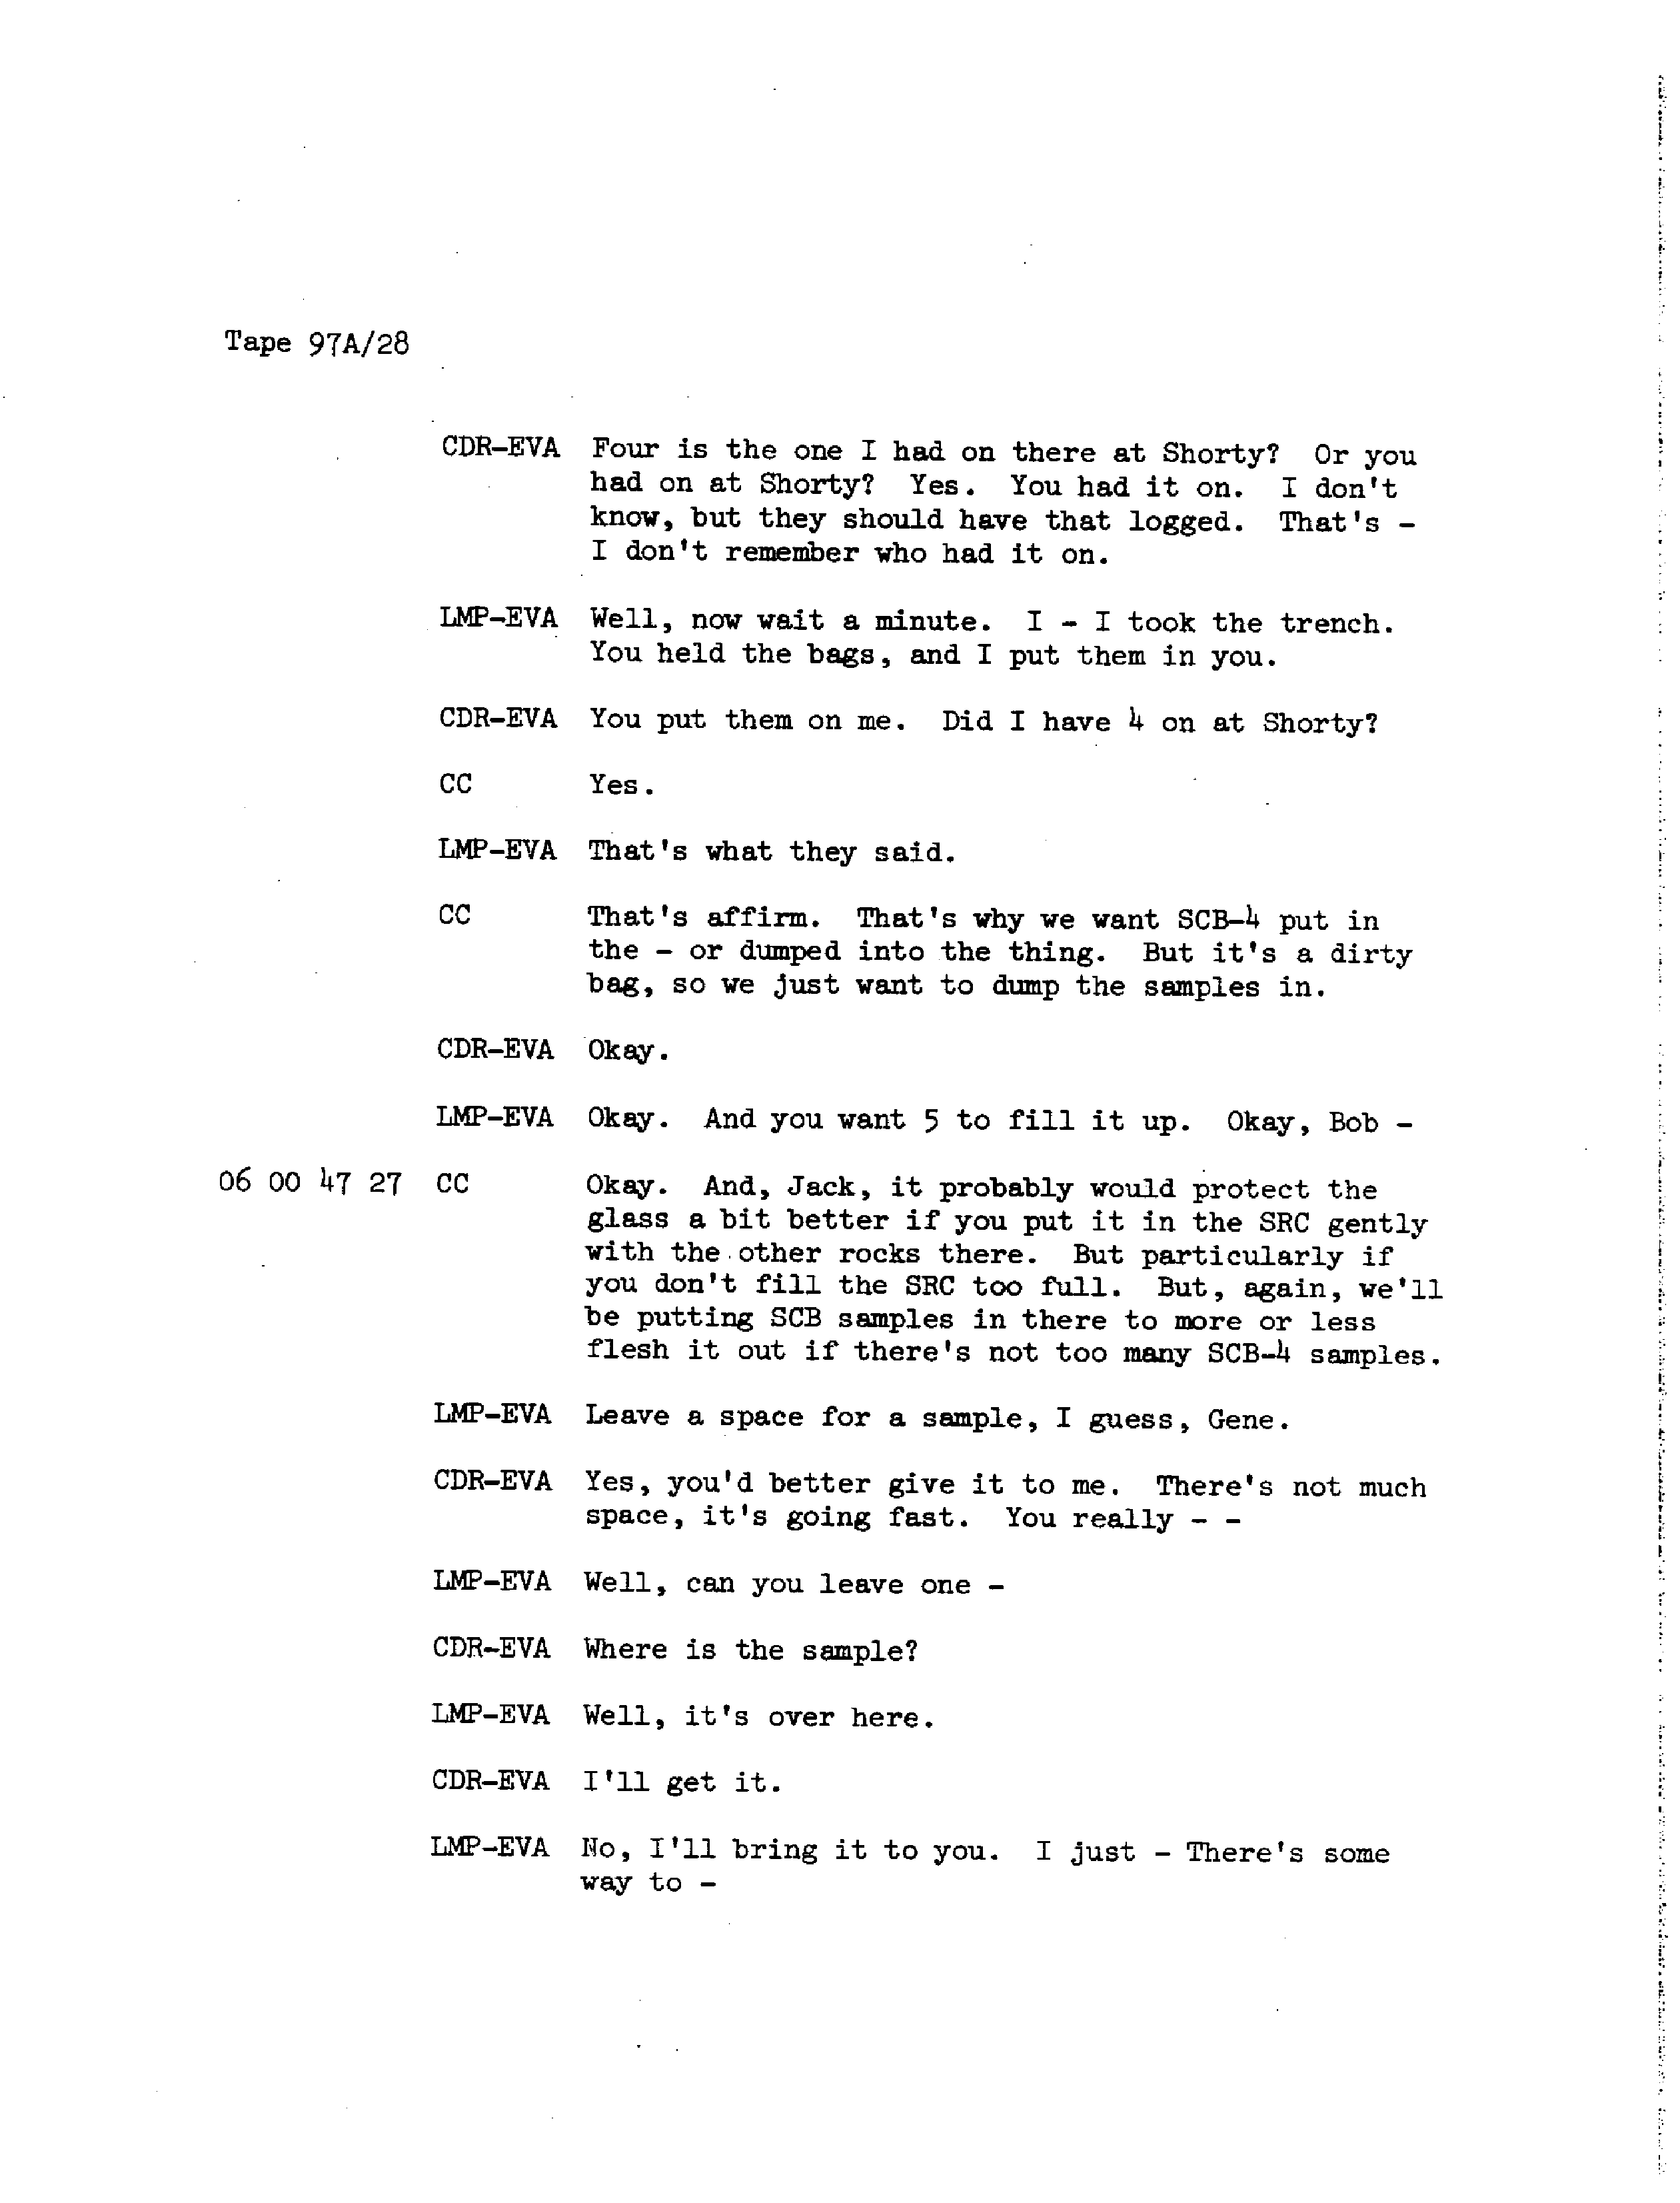 Tape 97A/28
CDR-EVA Four is the one I had on there at Shorty? Or you
had on at Shorty? Yes. You had it on. I don't
know, but they should have that logged. That's -
I don't remember who had it on.
LMP-EVA Well, now wait a minute. I - I took the trench.
You held the bags, and I put them in you.
CDR-EVA You put them on me. Did I have 4 on at Shorty?
CC Yes.
LMP-EVA That's what they said.
CC That's affirm. That's why we want SCB-4 put in
the - or dumped into the thing. But it's a dirty
bag, so we just want to dump the samples in.
CDR-EVA Okay.
LMP-EVA Okay. And you want 5 to fill it up. Okay, Bob -
06 00 47 27 CC Okay. And, Jack, it probably would protect the
glass a bit better if you put it in the SRC gently
with the other rocks there. But particularly if
you don't fill the SRC too full. But, again, we'll
be putting SCB samples in there to more or less
flesh it out if there's not too many SCB-4 samples.
LMP-EVA Leave a space for a sample, I guess, Gene.
CDR-EVA Yes, you'd better give it to me. There's not much
space, it's going fast. You really - -
LMP-EVA Well, can you leave one -
CDR-EVA Where is the sample?
LMP-EVA Well, it's over here.
CDR-EVA I'll get it.
LMP-EVA No, I'll bring it to you. I just - There's some
way to -